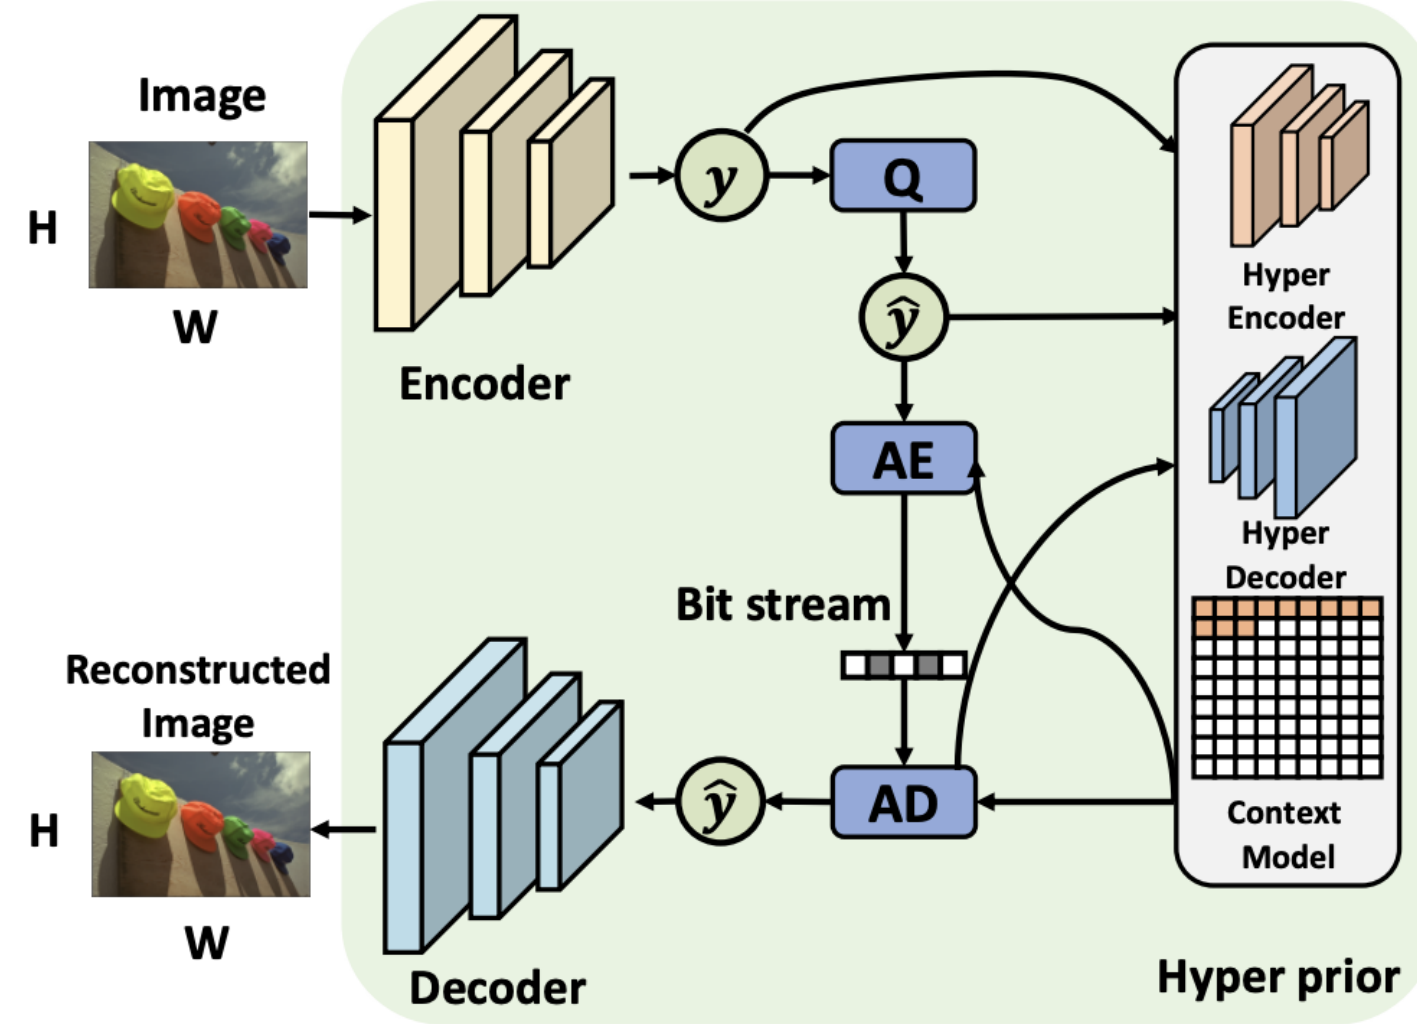 Image
H
W
Encoder
y
Q
ŷ
AE
Bit stream
AD
ŷ
Hyper
Encoder
Hyper
Decoder
Context
Model
Hyper prior
Reconstructed
Image
H
W
Decoder